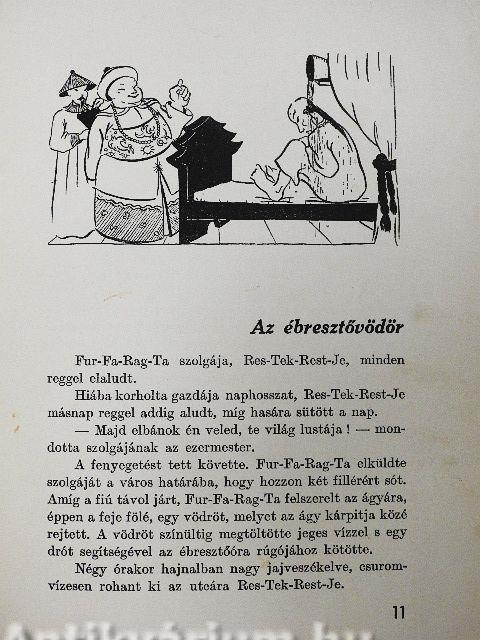 Az ébresztővödör
Fur-Fa-Rag-Ta szolgája, Res-Tek-Rest-Je, minden
reggel elaludt.
Hiába korholta gazdája naphosszat, Res-Tek-Rest-Je
másnap reggel addig aludt, míg hasára sütött a nap.
— Majd elbánok én veled, te világ lustája! — mon-
dotta szolgájának az ezermester.
A fenyegetést tett követte. Fur-Fa-Rag-Ta elküldte
szolgáját a város határába, hogy hozzon két fillérért sót.
Amíg a fiú távol járt, Fur-Fa-Rag-Ta felszerelt az ágyára,
éppen a feje fölé, egy vödröt, melyet az ágy kárpitja közé
rejtett. A vödröt színültig megtöltötte jeges vízzel s egy
drót segítségével az ébresztőóra rúgójához kötötte.
Négy órakor hajnalban nagy jajveszékelve, csurom-
vizesen rohant ki az utcára Res-Tek-Rest-Je.
11
Antikvárium.hu